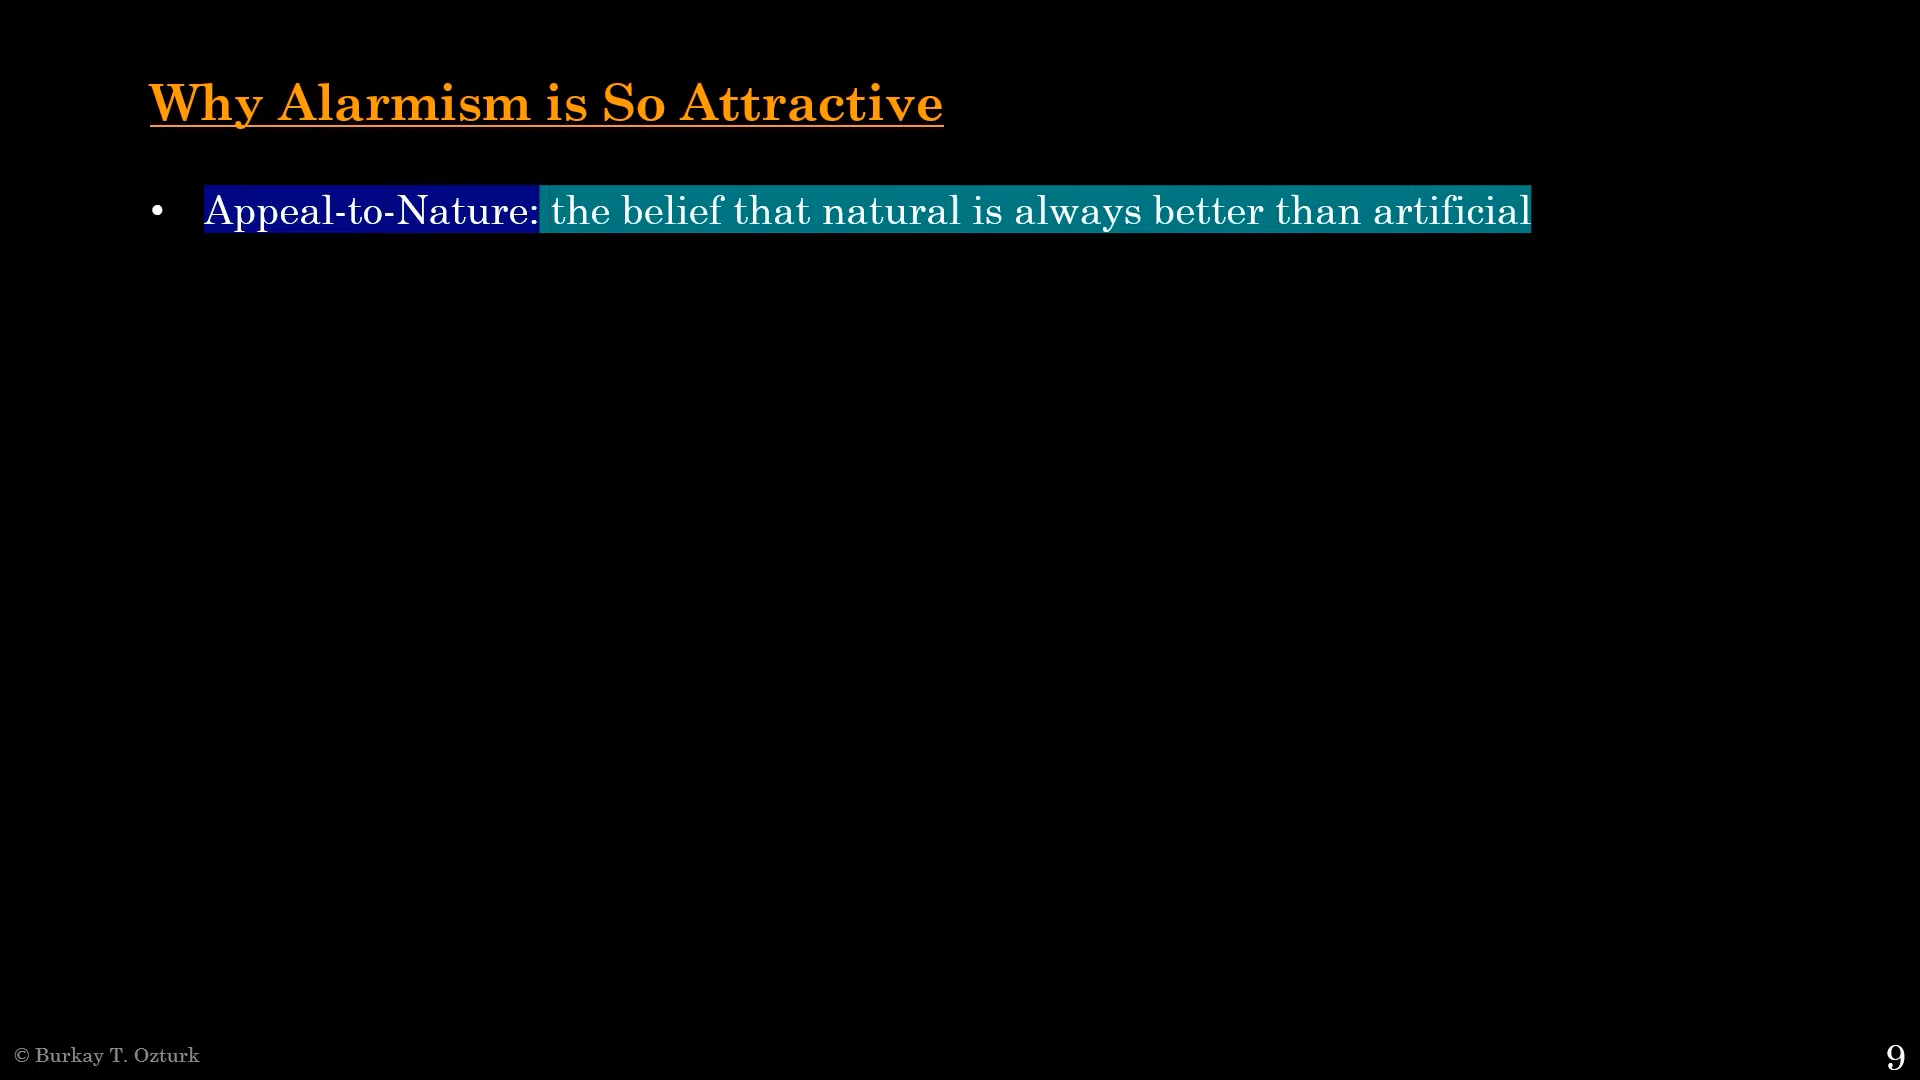 Why Alarmism is So Attractive
• Appeal-to-Nature: the belief that natural is always better than artificial
© Burkay T. Ozturk
9